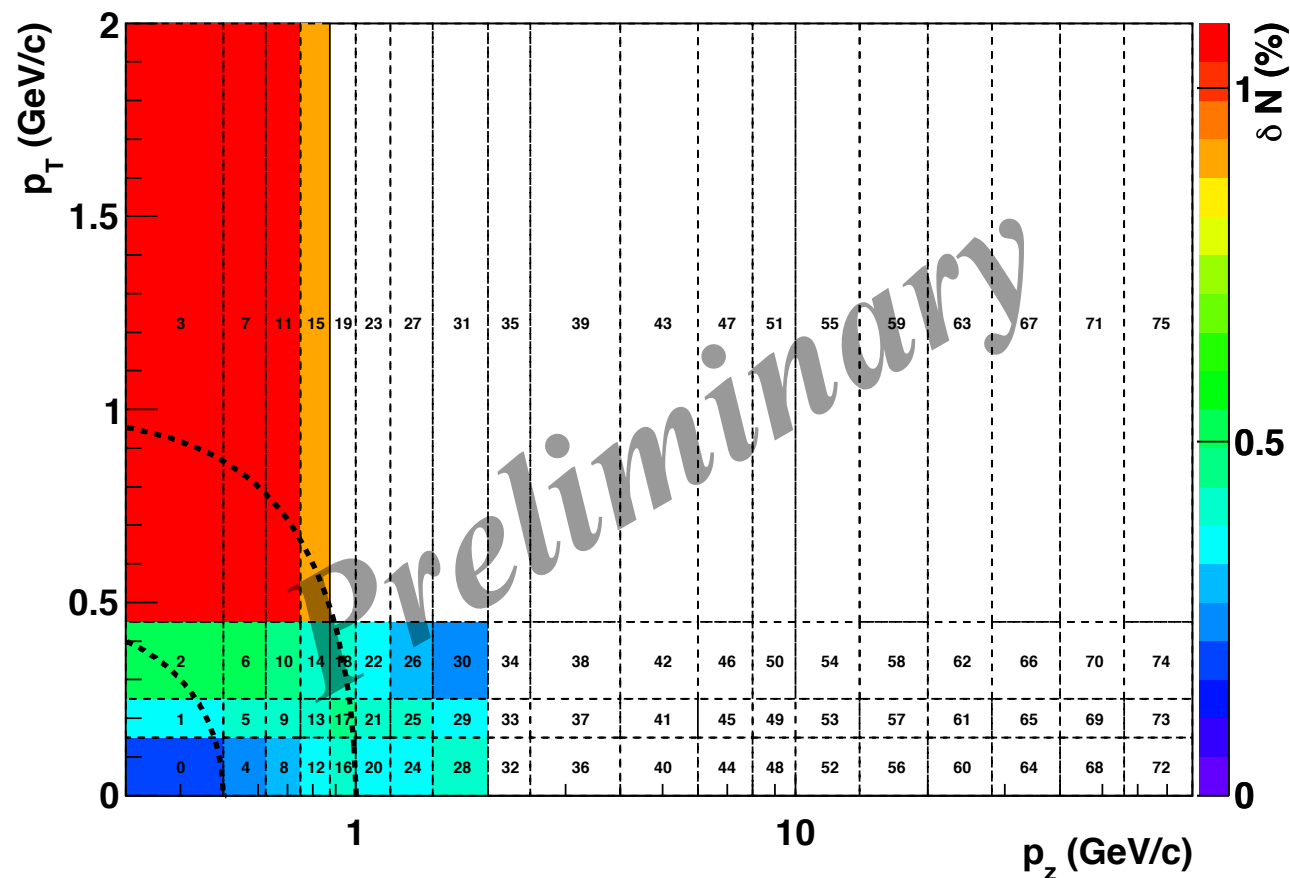 2
p_T (GeV/c)
1.5
1
0.5
0
3 7 11 15 19 23 27 31 35 39 43 47 51 55 59 63 67 71 75
2 6 10 14 18 22 26 30 34 38 42 46 50 54 58 62 66 70 74
1 5 9 13 17 21 25 29 33 37 41 45 49 53 57 61 65 69 73
0 4 8 12 16 20 24 28 32 36 40 44 48 52 56 60 64 68 72
Preliminary
1 10
p_z (GeV/c)
δ N (%)
1
0.5
0